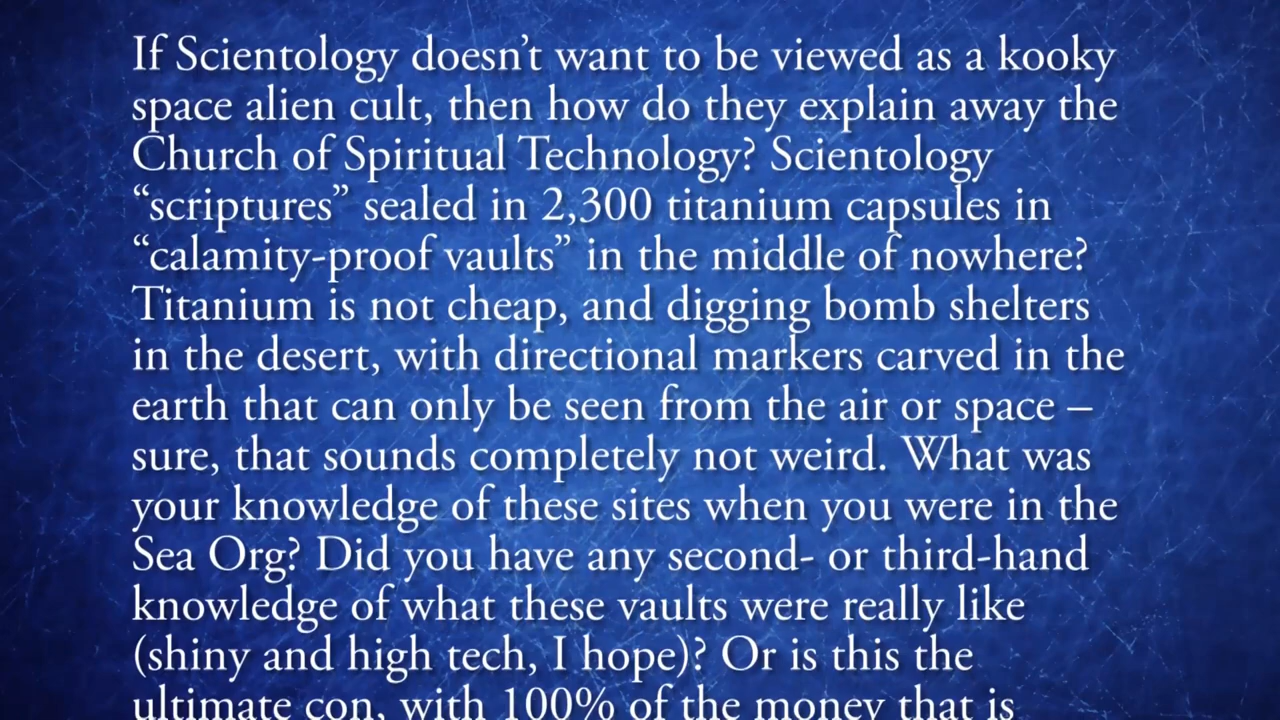 If Scientology doesn’t want to be viewed as a kooky
space alien cult, then how do they explain away the
Church of Spiritual Technology? Scientology
“scriptures” sealed in 2,300 titanium capsules in
“calamity-proof vaults” in the middle of nowhere?
Titanium is not cheap, and digging bomb shelters
in the desert, with directional markers carved in the
earth that can only be seen from the air or space –
sure, that sounds completely not weird. What was
your knowledge of these sites when you were in the
Sea Org? Did you have any second- or third-hand
knowledge of what these vaults were really like
(shiny and high tech, I hope)? Or is this the
ultimate con, with 100% of the money that is